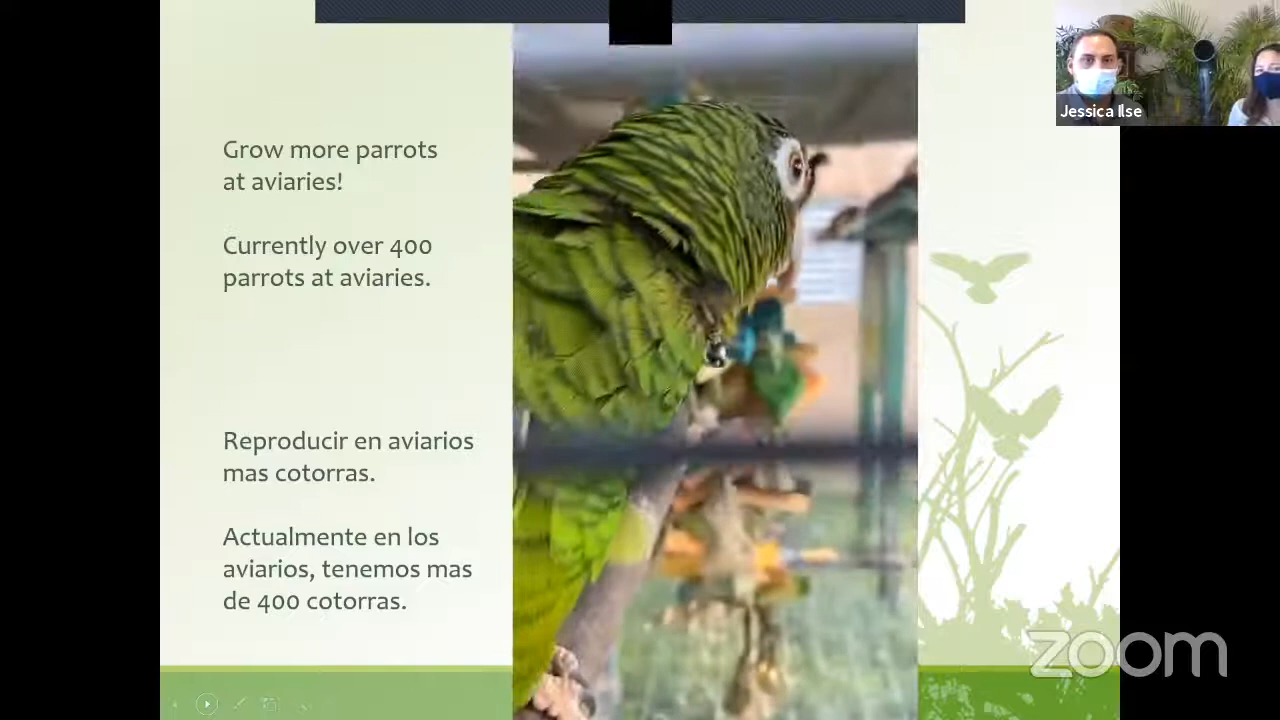 Grow more parrots
at aviaries!
Currently over 400
parrots at aviaries.
Reproducir en aviarios
mas cotorras.
Actualmente en los
aviarios, tenemos mas
de 400 cotorras.
Jessica Ilse
zoom